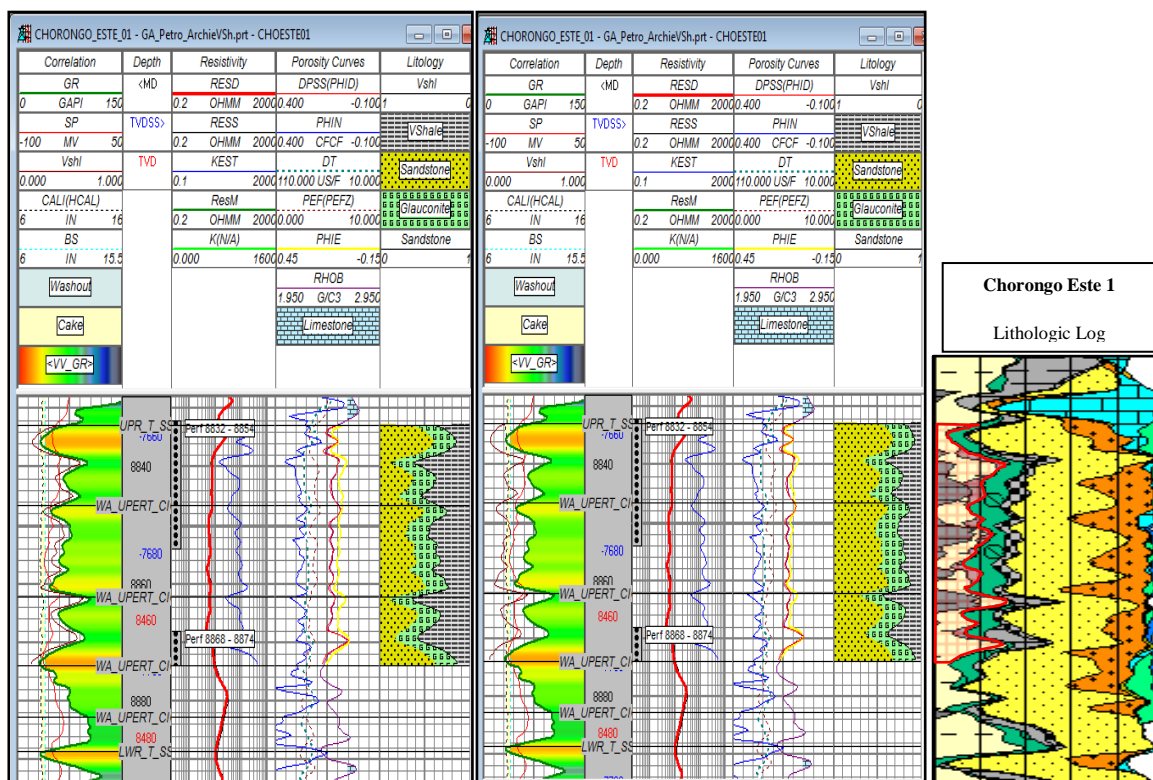 CHORONGO_ESTE_01 - GA_Petro_ArchieVSh.prt - CHOESTE01
Correlation Depth Resistivity Porosity Curves Litology
GR <MD RESD DPSS(PHID) Vshl
0 GAPI 150 0.2 OHMM 2000 0.400 -0.100 1 0
SP TVDSS> RESS PHIN VShale
-100 MV 50 0.2 OHMM 2000 0.400 CFCF -0.100
Vshl TVD KEST DT Sandstone
0.000 1.000 0.1 2000 110.000 US/F 10.000
CALI(HCAL) ResM PEF(PEFZ) Glauconite
6 IN 16 0.2 OHMM 2000 0.000 10.000
BS K(N/A) PHIE Sandstone
6 IN 15.5 0.000 1600 0.45 -0.15 0 1
Washout RHOB
1.950 G/C3 2.950
Cake Limestone
<VV_GR>
UPR_T_SS
-7660
Perf 8832 - 8854
8840
WA_UPERT_CI
-7680
8860
WA_UPERT_CI
8460
Perf 8868 - 8874
WA_UPERT_CI
8880
WA_UPERT_CI
8480
LWR_T_SS
CHORONGO_ESTE_01 - GA_Petro_ArchieVSh.prt - CHOESTE01
Correlation Depth Resistivity Porosity Curves Litology
GR <MD RESD DPSS(PHID) Vshl
0 GAPI 150 0.2 OHMM 2000 0.400 -0.100 1 0
SP TVDSS> RESS PHIN VShale
-100 MV 50 0.2 OHMM 2000 0.400 CFCF -0.100
Vshl TVD KEST DT Sandstone
0.000 1.000 0.1 2000 110.000 US/F 10.000
CALI(HCAL) ResM PEF(PEFZ) Glauconite
6 IN 16 0.2 OHMM 2000 0.000 10.000
BS K(N/A) PHIE Sandstone
6 IN 15.5 0.000 1600 0.45 -0.15 0 1
Washout RHOB
1.950 G/C3 2.950
Cake Limestone
<VV_GR>
UPR_T_SS
-7660
Perf 8832 - 8854
8840
WA_UPERT_CI
-7680
8860
WA_UPERT_CI
8460
Perf 8868 - 8874
WA_UPERT_CI
8880
WA_UPERT_CI
8480
LWR_T_SS
Chorongo Este 1
Lithologic Log